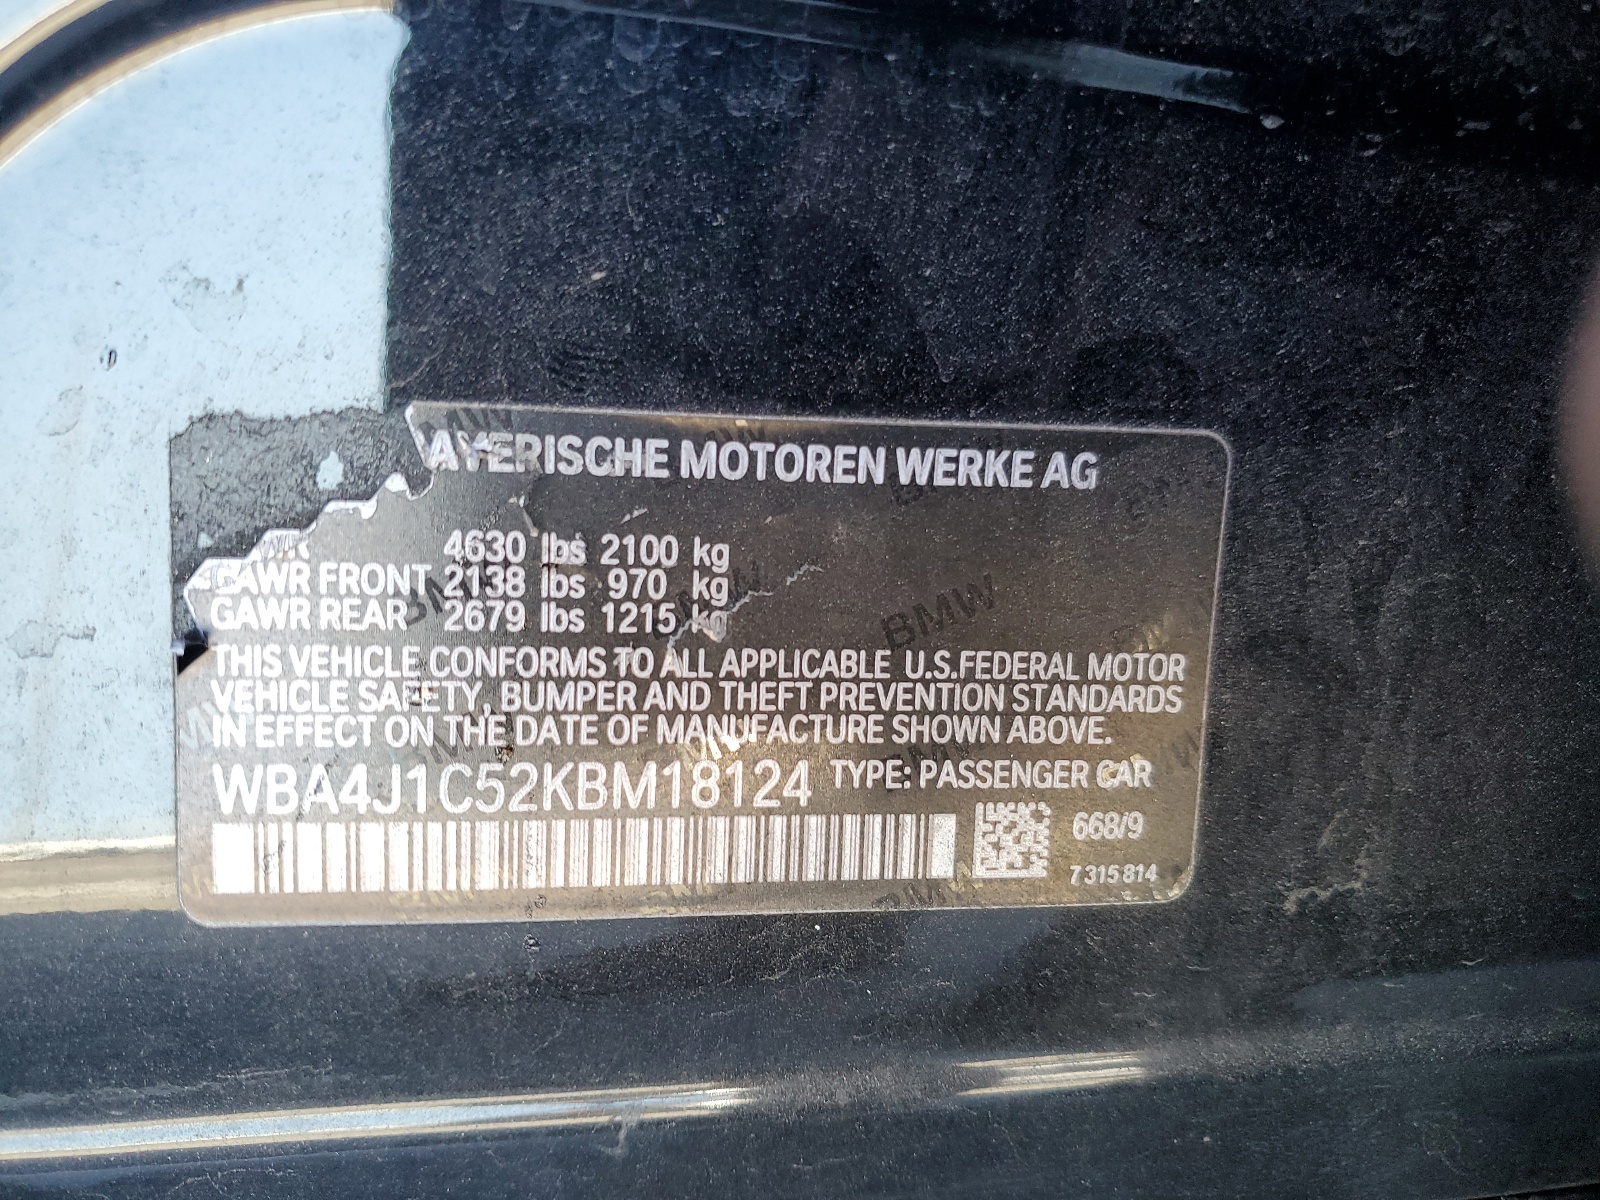 AYERISCHE MOTOREN WERKE AG
4630 lbs 2100 kg
GAWR FRONT 2138 lbs 970 kg
GAWR REAR 2679 lbs 1215 kg
THIS VEHICLE CONFORMS TO ALL APPLICABLE U.S.FEDERAL MOTOR
VEHICLE SAFETY, BUMPER AND THEFT PREVENTION STANDARDS
IN EFFECT ON THE DATE OF MANUFACTURE SHOWN ABOVE.
WBA4J1C52KBM18124 TYPE: PASSENGER CAR
668/9
7 315 814